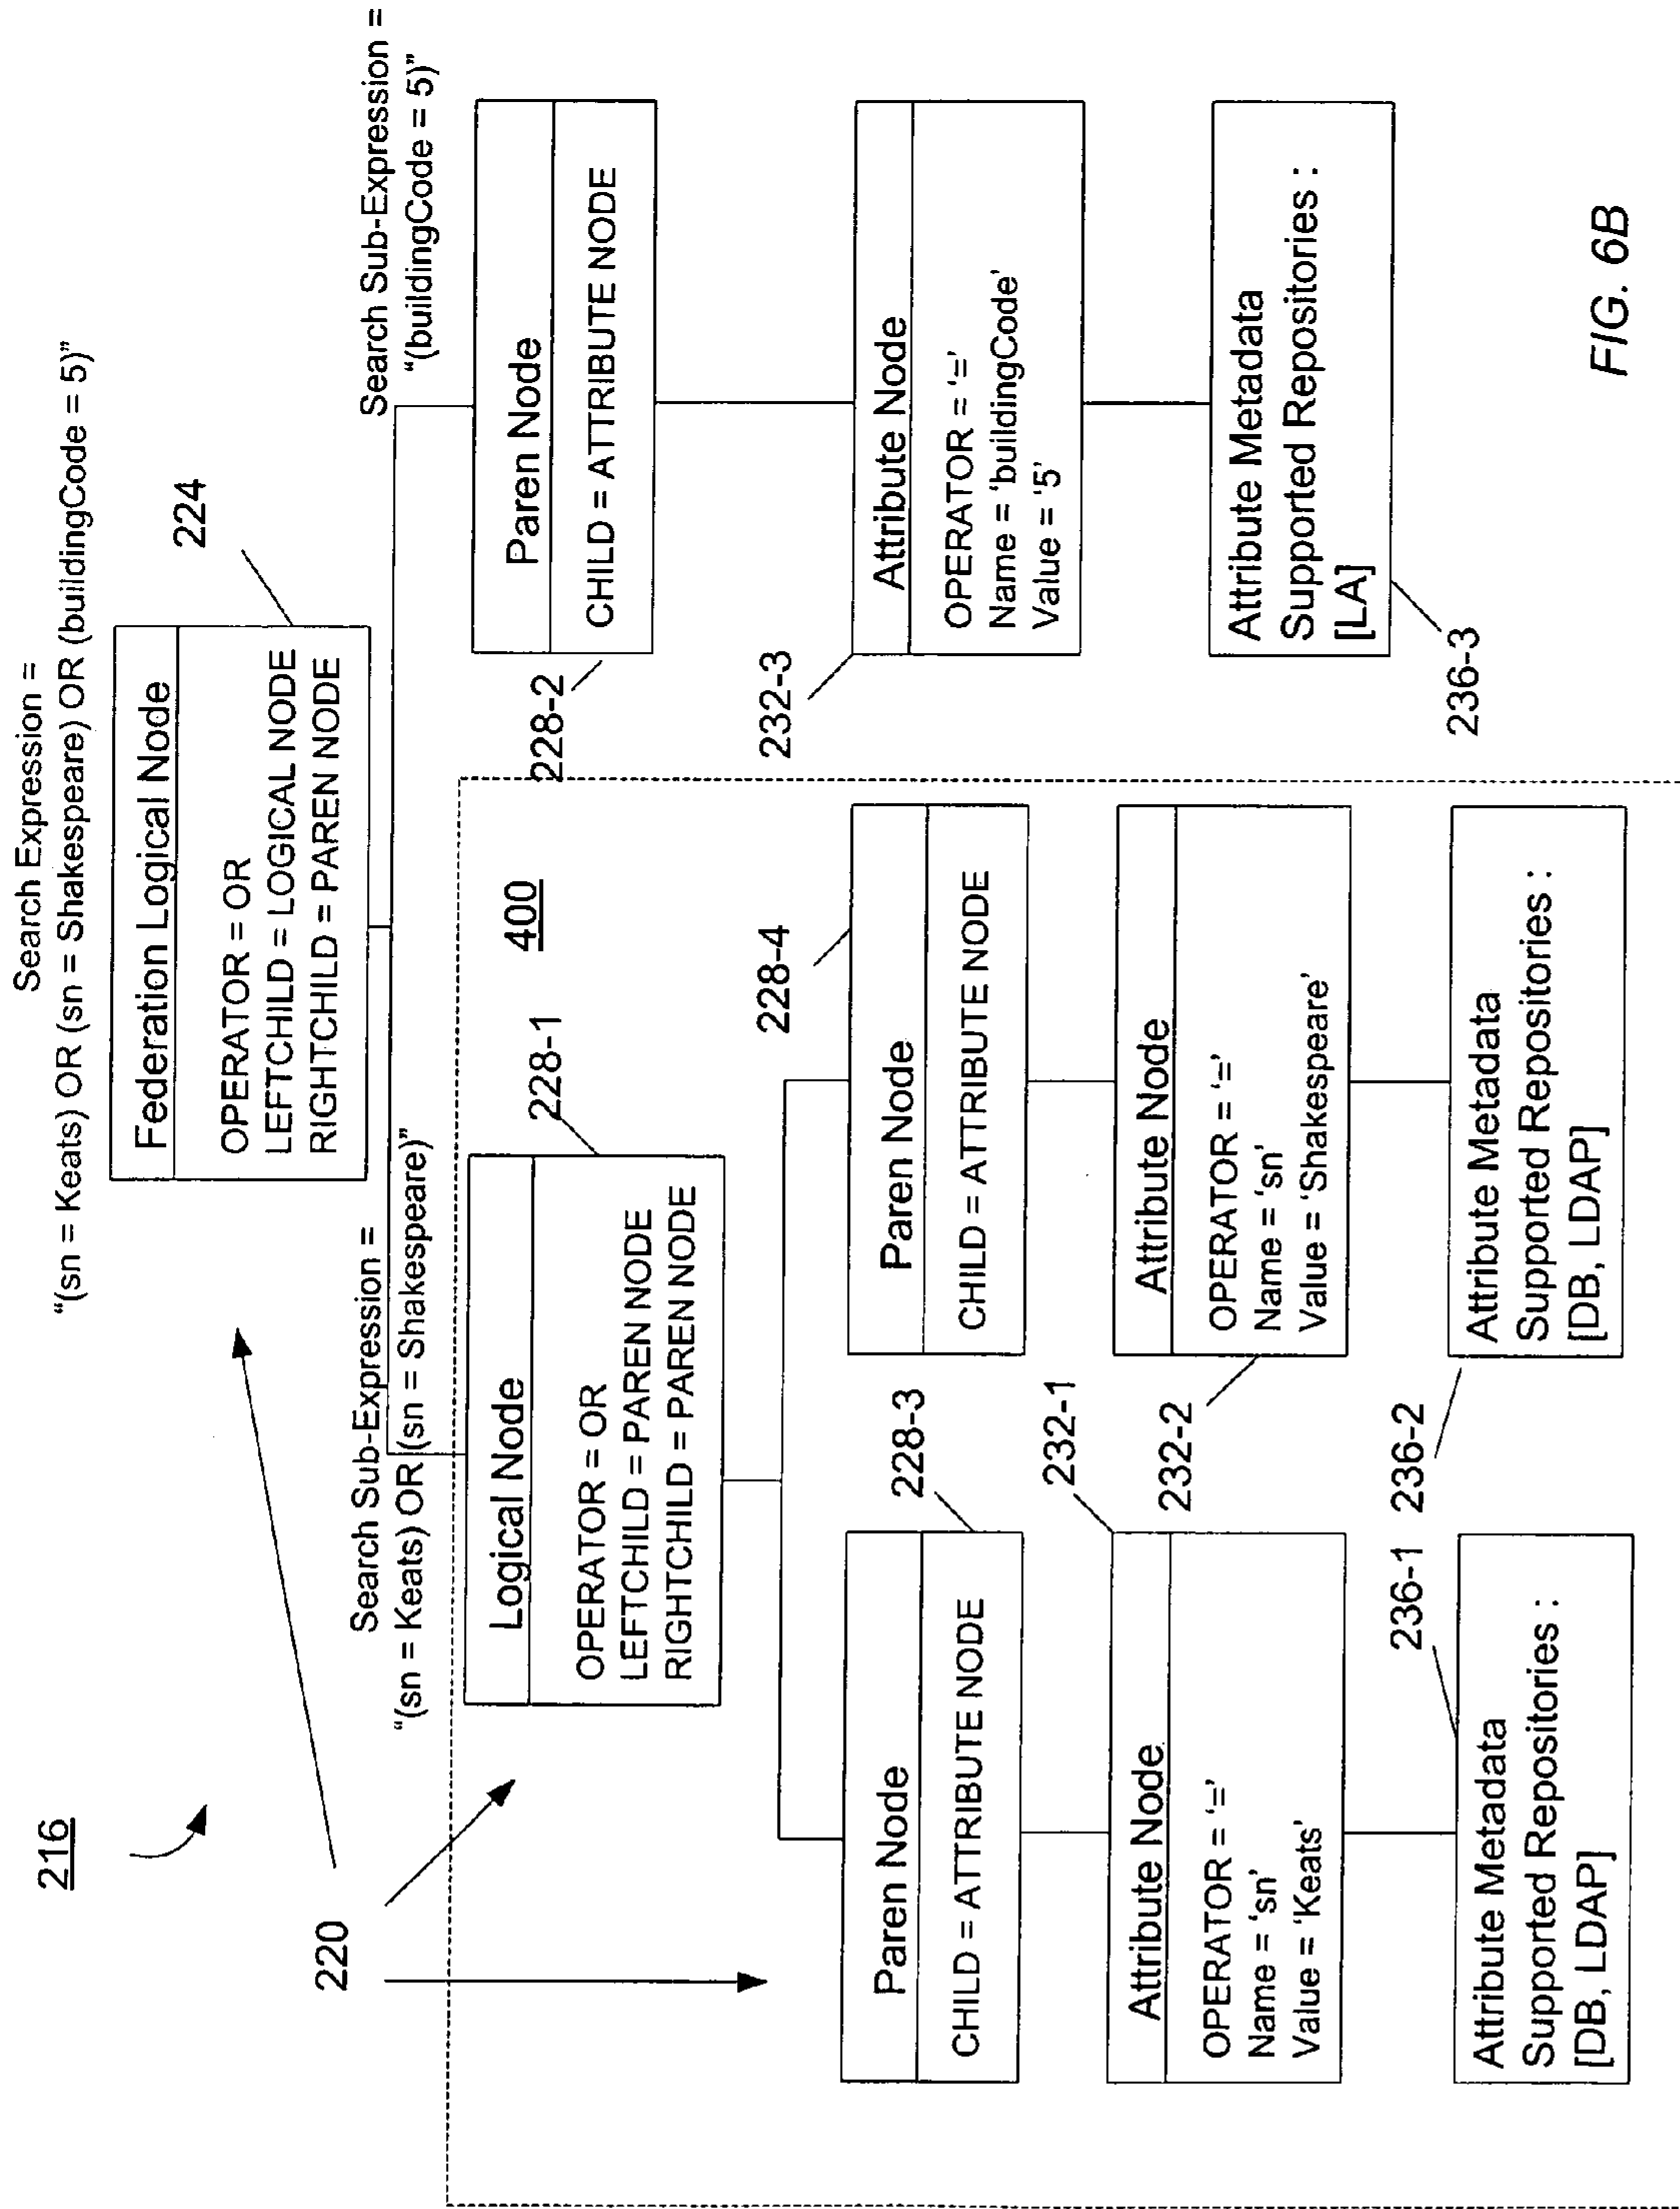 216
220
Search Expression =
“(sn = Keats) OR (sn = Shakespeare) OR (buildingCode = 5)”
224
Federation Logical Node
OPERATOR = OR
LEFTCHILD = LOGICAL NODE
RIGHTCHILD = PAREN NODE
Search Sub-Expression =
“(sn = Keats) OR (sn = Shakespeare)”
Search Sub-Expression =
“(buildingCode = 5)”
400
228-1
Logical Node
OPERATOR = OR
LEFTCHILD = PAREN NODE
RIGHTCHILD = PAREN NODE
228-2
Paren Node
CHILD = ATTRIBUTE NODE
228-3
Paren Node
CHILD = ATTRIBUTE NODE
228-4
Paren Node
CHILD = ATTRIBUTE NODE
232-1
Attribute Node
OPERATOR = ‘=’
Name = ‘sn’
Value = ‘Keats’
232-2
Attribute Node
OPERATOR = ‘=’
Name = ‘sn’
Value = ‘Shakespeare’
232-3
Attribute Node
OPERATOR = ‘=’
Name = ‘buildingCode’
Value = ‘5’
236-1
Attribute Metadata
Supported Repositories :
[DB, LDAP]
236-2
Attribute Metadata
Supported Repositories :
[DB, LDAP]
236-3
Attribute Metadata
Supported Repositories :
[LA]
FIG. 6B